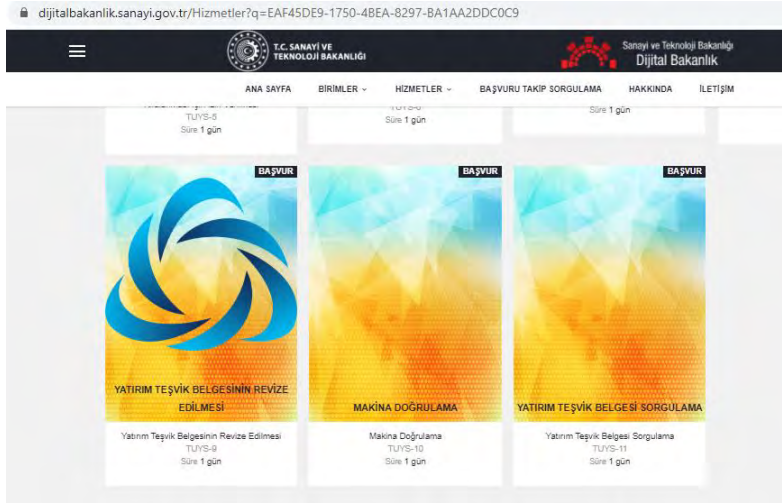 dijitalbakanlik.sanayi.gov.tr/Hizmetler?q=EAF45DE9-1750-4BEA-8297-BA1AA2DDC0C9
T.C. SANAYİ VE
TEKNOLOJİ BAKANLIĞI
Sanayi ve Teknoloji Bakanlığı
Dijital Bakanlık
ANA SAYFA BİRİMLER HİZMETLER BAŞVURU TAKİP SORGULAMA HAKKINDA İLETİŞİM
TUYS-5
Süre 1 gün
Süre 1 gün
Süre 1 gün
BAŞVUR
YATIRIM TEŞVİK BELGESİNİN REVİZE
EDİLMESİ
Yatırım Teşvik Belgesinin Revize Edilmesi
TUYS-9
Süre 1 gün
BAŞVUR
MAKİNA DOĞRULAMA
Makina Doğrulama
TUYS-10
Süre 1 gün
BAŞVUR
YATIRIM TEŞVİK BELGESİ SORGULAMA
Yatırım Teşvik Belgesi Sorgulama
TUYS-11
Süre 1 gün